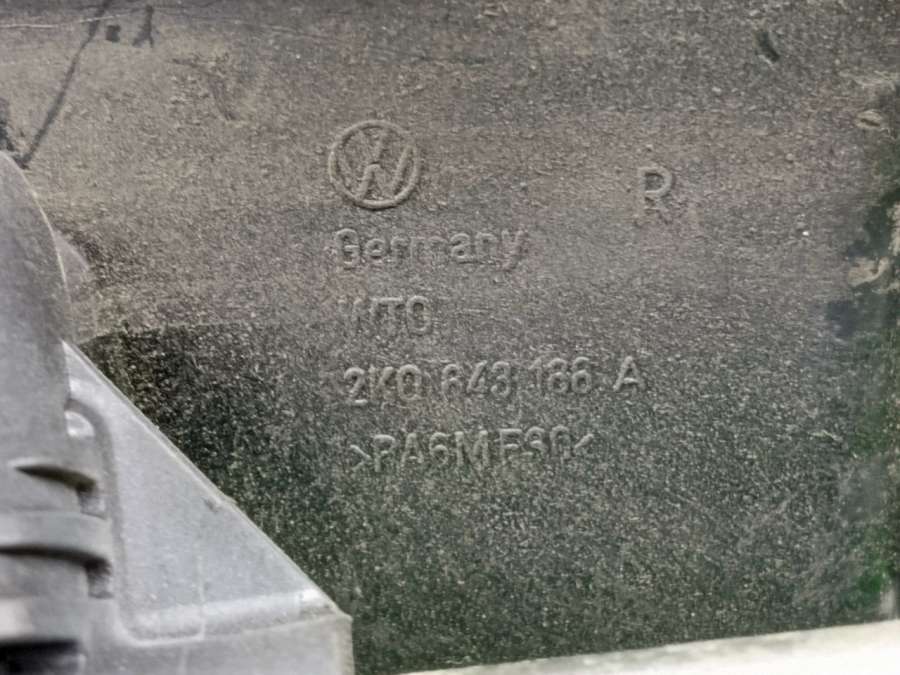 R
Germany
WTO
2K0 843 186 A
>PA6MF30<